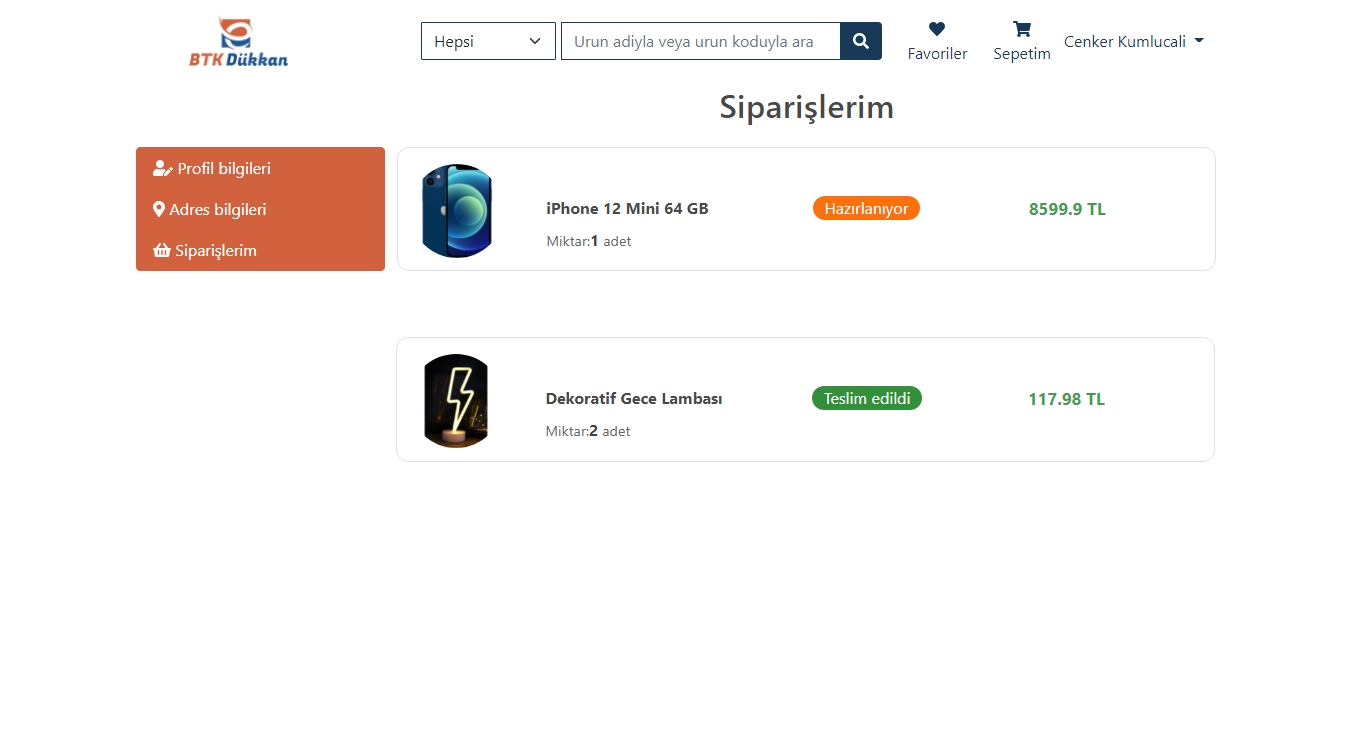 BTK Dükkan
Hepsi
Urun adiyla veya urun koduyla ara
Favoriler
Sepetim
Cenker Kumlucali
Siparişlerim
Profil bilgileri
Adres bilgileri
Siparişlerim
iPhone 12 Mini 64 GB
Hazırlanıyor
8599.9 TL
Miktar:1 adet
Dekoratif Gece Lambası
Teslim edildi
117.98 TL
Miktar:2 adet